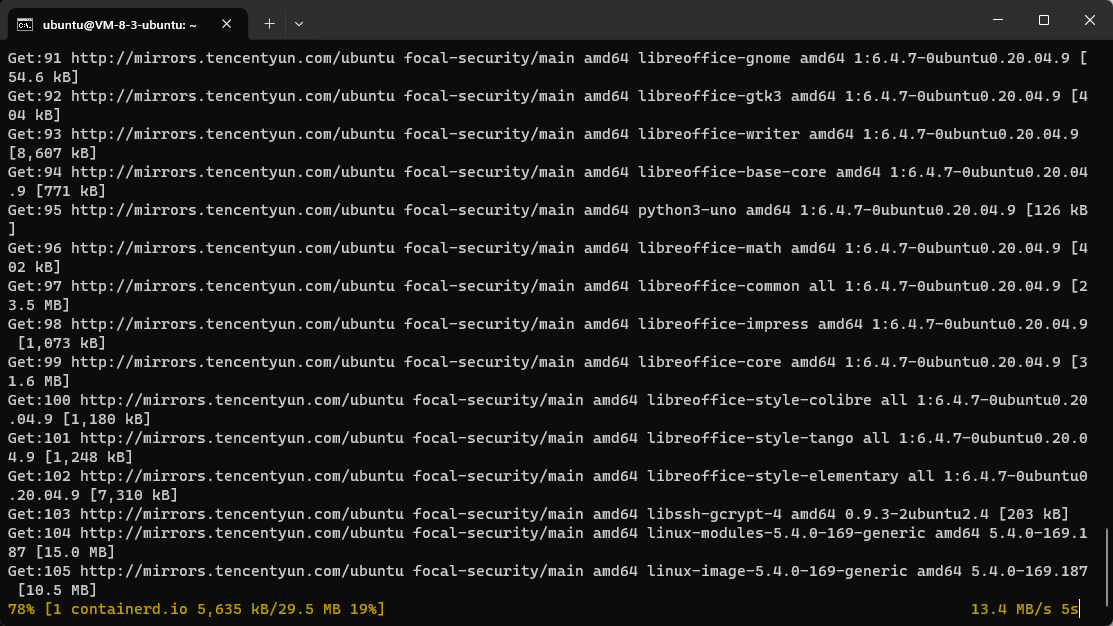 ubuntu@VM-8-3-ubuntu: ~
Get:91 http://mirrors.tencentyun.com/ubuntu focal-security/main amd64 libreoffice-gnome amd64 1:6.4.7-0ubuntu0.20.04.9 [
54.6 kB]
Get:92 http://mirrors.tencentyun.com/ubuntu focal-security/main amd64 libreoffice-gtk3 amd64 1:6.4.7-0ubuntu0.20.04.9 [4
04 kB]
Get:93 http://mirrors.tencentyun.com/ubuntu focal-security/main amd64 libreoffice-writer amd64 1:6.4.7-0ubuntu0.20.04.9
[8,607 kB]
Get:94 http://mirrors.tencentyun.com/ubuntu focal-security/main amd64 libreoffice-base-core amd64 1:6.4.7-0ubuntu0.20.04
.9 [771 kB]
Get:95 http://mirrors.tencentyun.com/ubuntu focal-security/main amd64 python3-uno amd64 1:6.4.7-0ubuntu0.20.04.9 [126 kB
]
Get:96 http://mirrors.tencentyun.com/ubuntu focal-security/main amd64 libreoffice-math amd64 1:6.4.7-0ubuntu0.20.04.9 [4
02 kB]
Get:97 http://mirrors.tencentyun.com/ubuntu focal-security/main amd64 libreoffice-common all 1:6.4.7-0ubuntu0.20.04.9 [2
3.5 MB]
Get:98 http://mirrors.tencentyun.com/ubuntu focal-security/main amd64 libreoffice-impress amd64 1:6.4.7-0ubuntu0.20.04.9
 [1,073 kB]
Get:99 http://mirrors.tencentyun.com/ubuntu focal-security/main amd64 libreoffice-core amd64 1:6.4.7-0ubuntu0.20.04.9 [3
1.6 MB]
Get:100 http://mirrors.tencentyun.com/ubuntu focal-security/main amd64 libreoffice-style-colibre all 1:6.4.7-0ubuntu0.20
.04.9 [1,180 kB]
Get:101 http://mirrors.tencentyun.com/ubuntu focal-security/main amd64 libreoffice-style-tango all 1:6.4.7-0ubuntu0.20.0
4.9 [1,248 kB]
Get:102 http://mirrors.tencentyun.com/ubuntu focal-security/main amd64 libreoffice-style-elementary all 1:6.4.7-0ubuntu0
.20.04.9 [7,310 kB]
Get:103 http://mirrors.tencentyun.com/ubuntu focal-security/main amd64 libssh-gcrypt-4 amd64 0.9.3-2ubuntu2.4 [203 kB]
Get:104 http://mirrors.tencentyun.com/ubuntu focal-security/main amd64 linux-modules-5.4.0-169-generic amd64 5.4.0-169.1
87 [15.0 MB]
Get:105 http://mirrors.tencentyun.com/ubuntu focal-security/main amd64 linux-image-5.4.0-169-generic amd64 5.4.0-169.187
 [10.5 MB]
78% [1 containerd.io 5,635 kB/29.5 MB 19%] 13.4 MB/s 5s